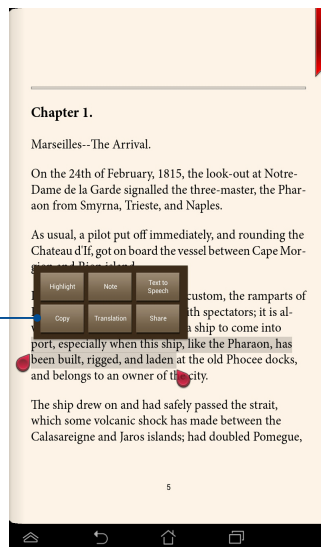 Chapter 1.
Marseilles--The Arrival.
On the 24th of February, 1815, the look-out at Notre-
Dame de la Garde signalled the three-master, the Phar-
aon from Smyrna, Trieste, and Naples.
As usual, a pilot put off immediately, and rounding the
Chateau d'If, got on board the vessel between Cape Mor-
gion and Rion island.
Highlight Note Text to Speech
Copy Translation Share
custom, the ramparts of
ith spectators; it is al-
a ship to come into
port, especially when this ship, like the Pharaon, has
been built, rigged, and laden at the old Phocee docks,
and belongs to an owner of the city.
The ship drew on and had safely passed the strait,
which some volcanic shock has made between the
Calasareigne and Jaros islands; had doubled Pomegue,
5